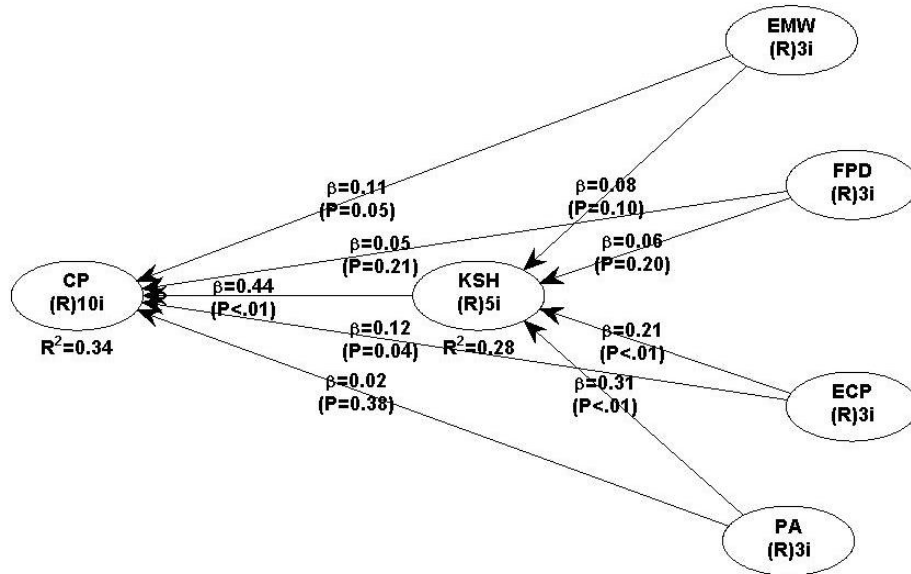 EMW
(R)3i
β=0.11
(P=0.05)
β=0.08
(P=0.10)
FPD
(R)3i
β=0.05
(P=0.21)
β=0.06
(P=0.20)
CP
(R)10i
R²=0.34
β=0.44
(P<.01)
KSH
(R)5i
R²=0.28
β=0.12
(P=0.04)
β=0.21
(P<.01)
β=0.02
(P=0.38)
β=0.31
(P<.01)
ECP
(R)3i
PA
(R)3i